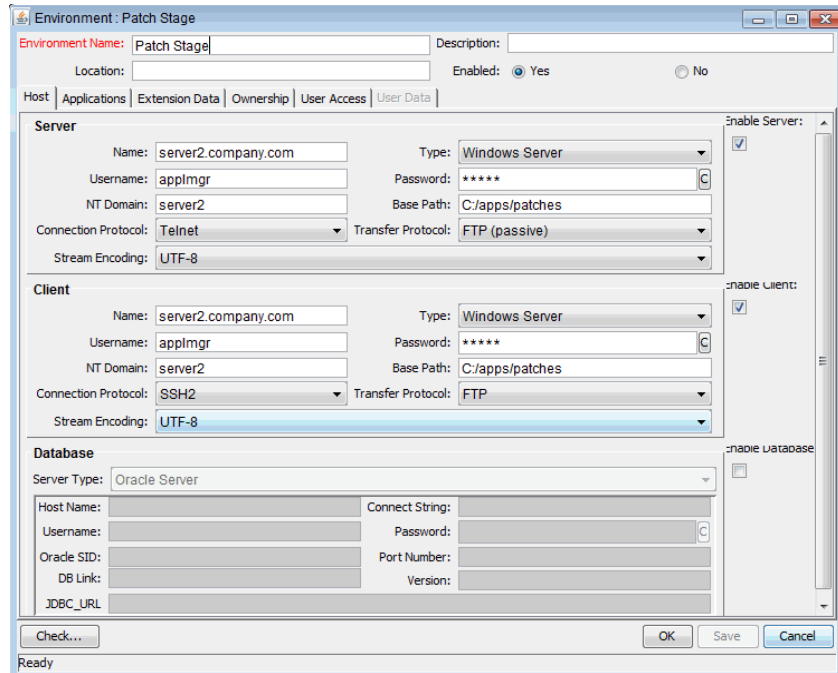 Environment : Patch Stage
Environment Name: Patch Stage Description:
Location: Enabled: Yes No
Host Applications Extension Data Ownership User Access User Data
Server Enable Server:
Name: server2.company.com Type: Windows Server
Username: applmgr Password: ***** C
NT Domain: server2 Base Path: C:/apps/patches
Connection Protocol: Telnet Transfer Protocol: FTP (passive)
Stream Encoding: UTF-8
Client Enable Client:
Name: server2.company.com Type: Windows Server
Username: applmgr Password: ***** C
NT Domain: server2 Base Path: C:/apps/patches
Connection Protocol: SSH2 Transfer Protocol: FTP
Stream Encoding: UTF-8
Database Enable Database
Server Type: Oracle Server
Host Name: Connect String:
Username: Password: C
Oracle SID: Port Number:
DB Link: Version:
JDBC_URL
Check... OK Save Cancel
Ready